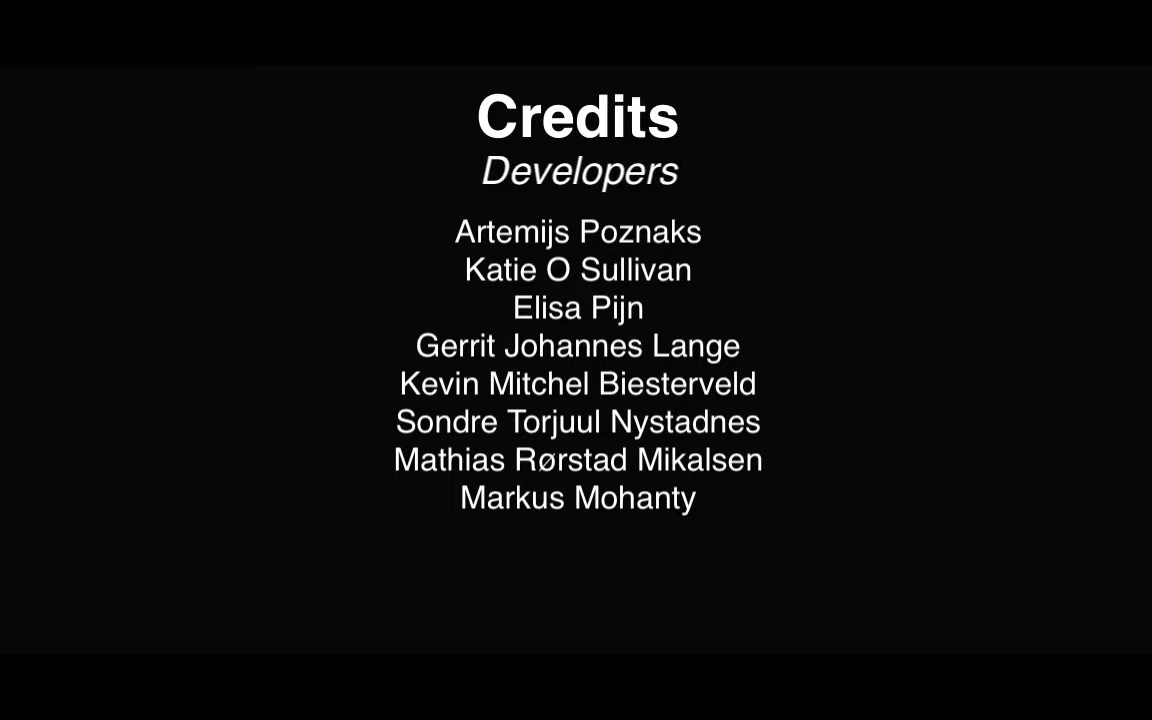 Credits
Developers
Artemijs Poznaks
Katie O Sullivan
Elisa Pijn
Gerrit Johannes Lange
Kevin Mitchel Biesterveld
Sondre Torjuul Nystadnes
Mathias Rørstad Mikalsen
Markus Mohanty